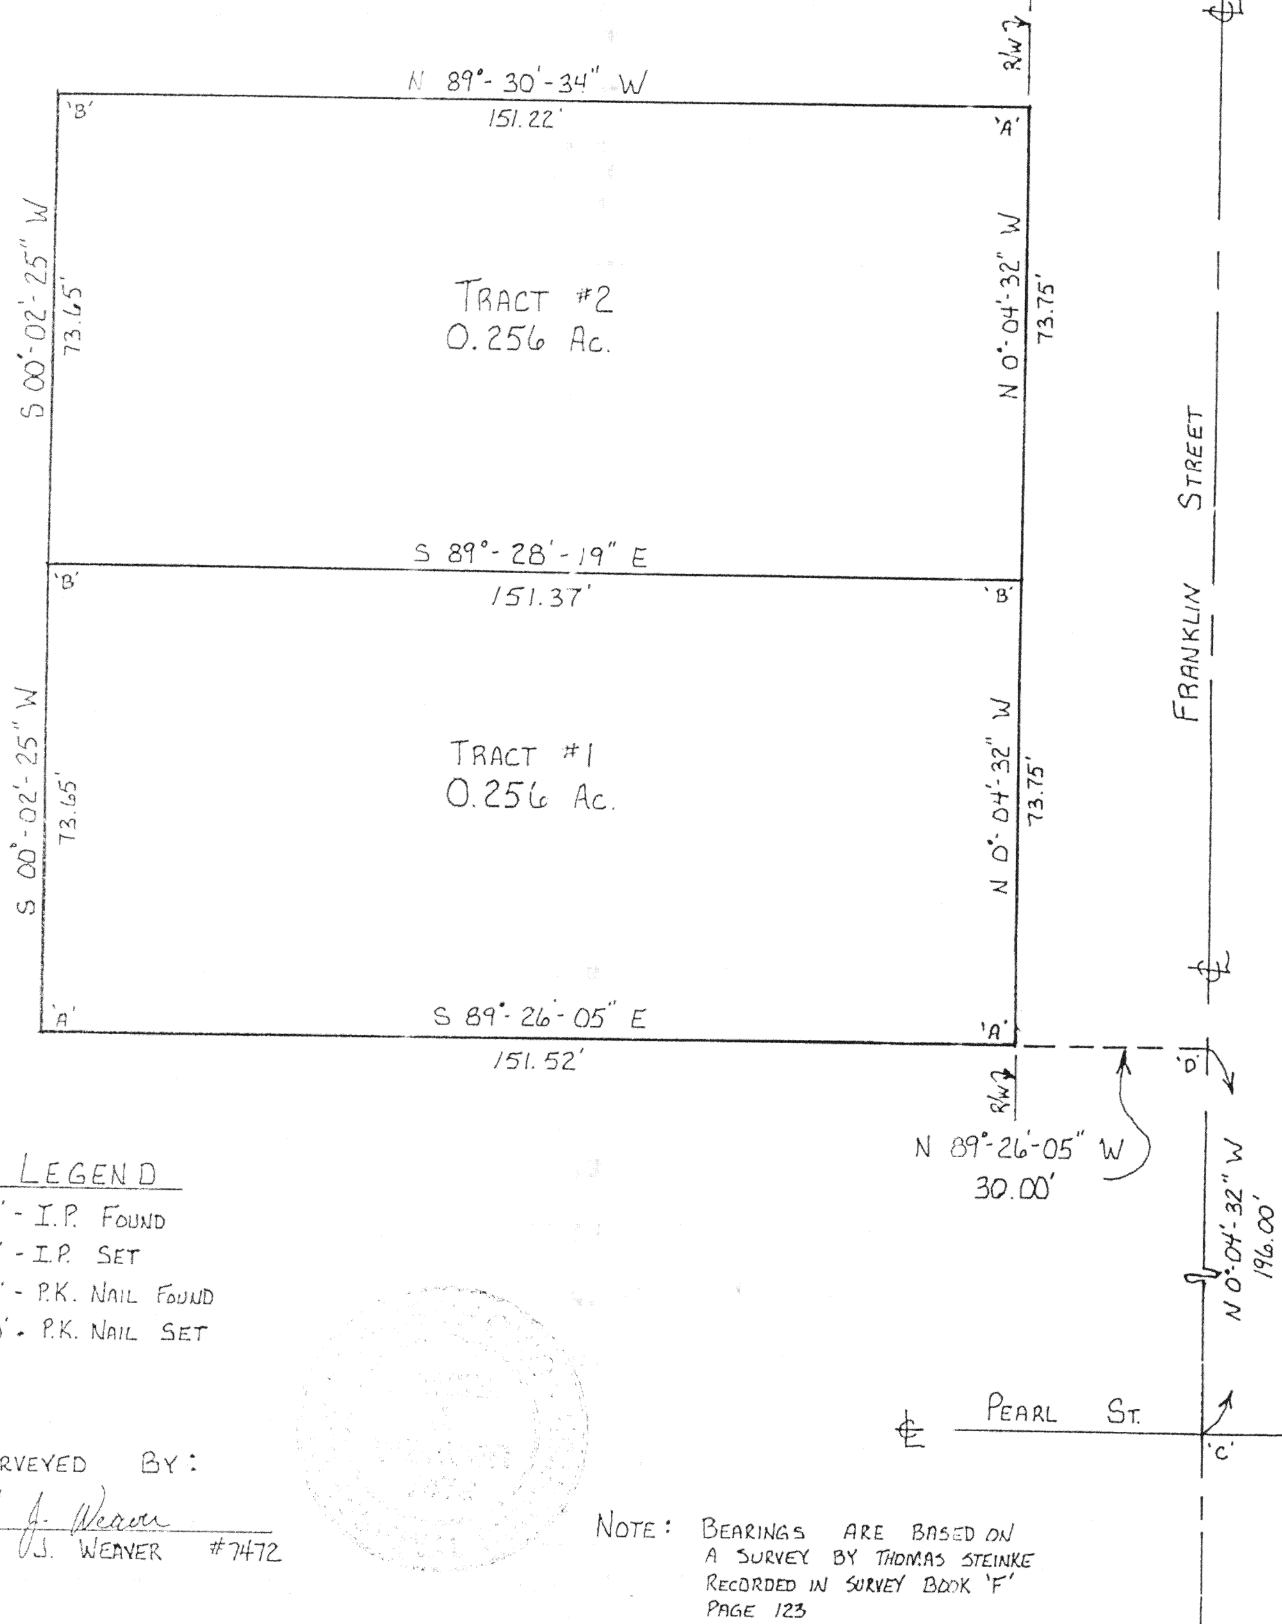 R/W
℄
N 89°-30'-34" W
151.22'
'B'
'A'
S 00°-02'-25" W
73.65'
TRACT #2
0.256 Ac.
N 0°-04'-32" W
73.75'
FRANKLIN STREET
S 89°-28'-19" E
151.37'
'B'
'B'
S 00°-02'-25" W
73.65'
TRACT #1
0.256 Ac.
N 0°-04'-32" W
73.75'
℄
'A'
S 89°-26'-05" E
151.52'
'A'
'D'
R/W
N 89°-26'-05" W
30.00'
N 0°-04'-32" W
196.00'
LEGEND
' - I.P. FOUND
' - I.P. SET
' - P.K. NAIL FOUND
' - P.K. NAIL SET
℄ PEARL ST.
'C'
RVEYED BY:
J. Weaver
J. WEAVER #7472
NOTE: BEARINGS ARE BASED ON
A SURVEY BY THOMAS STEINKE
RECORDED IN SURVEY BOOK 'F'
PAGE 123